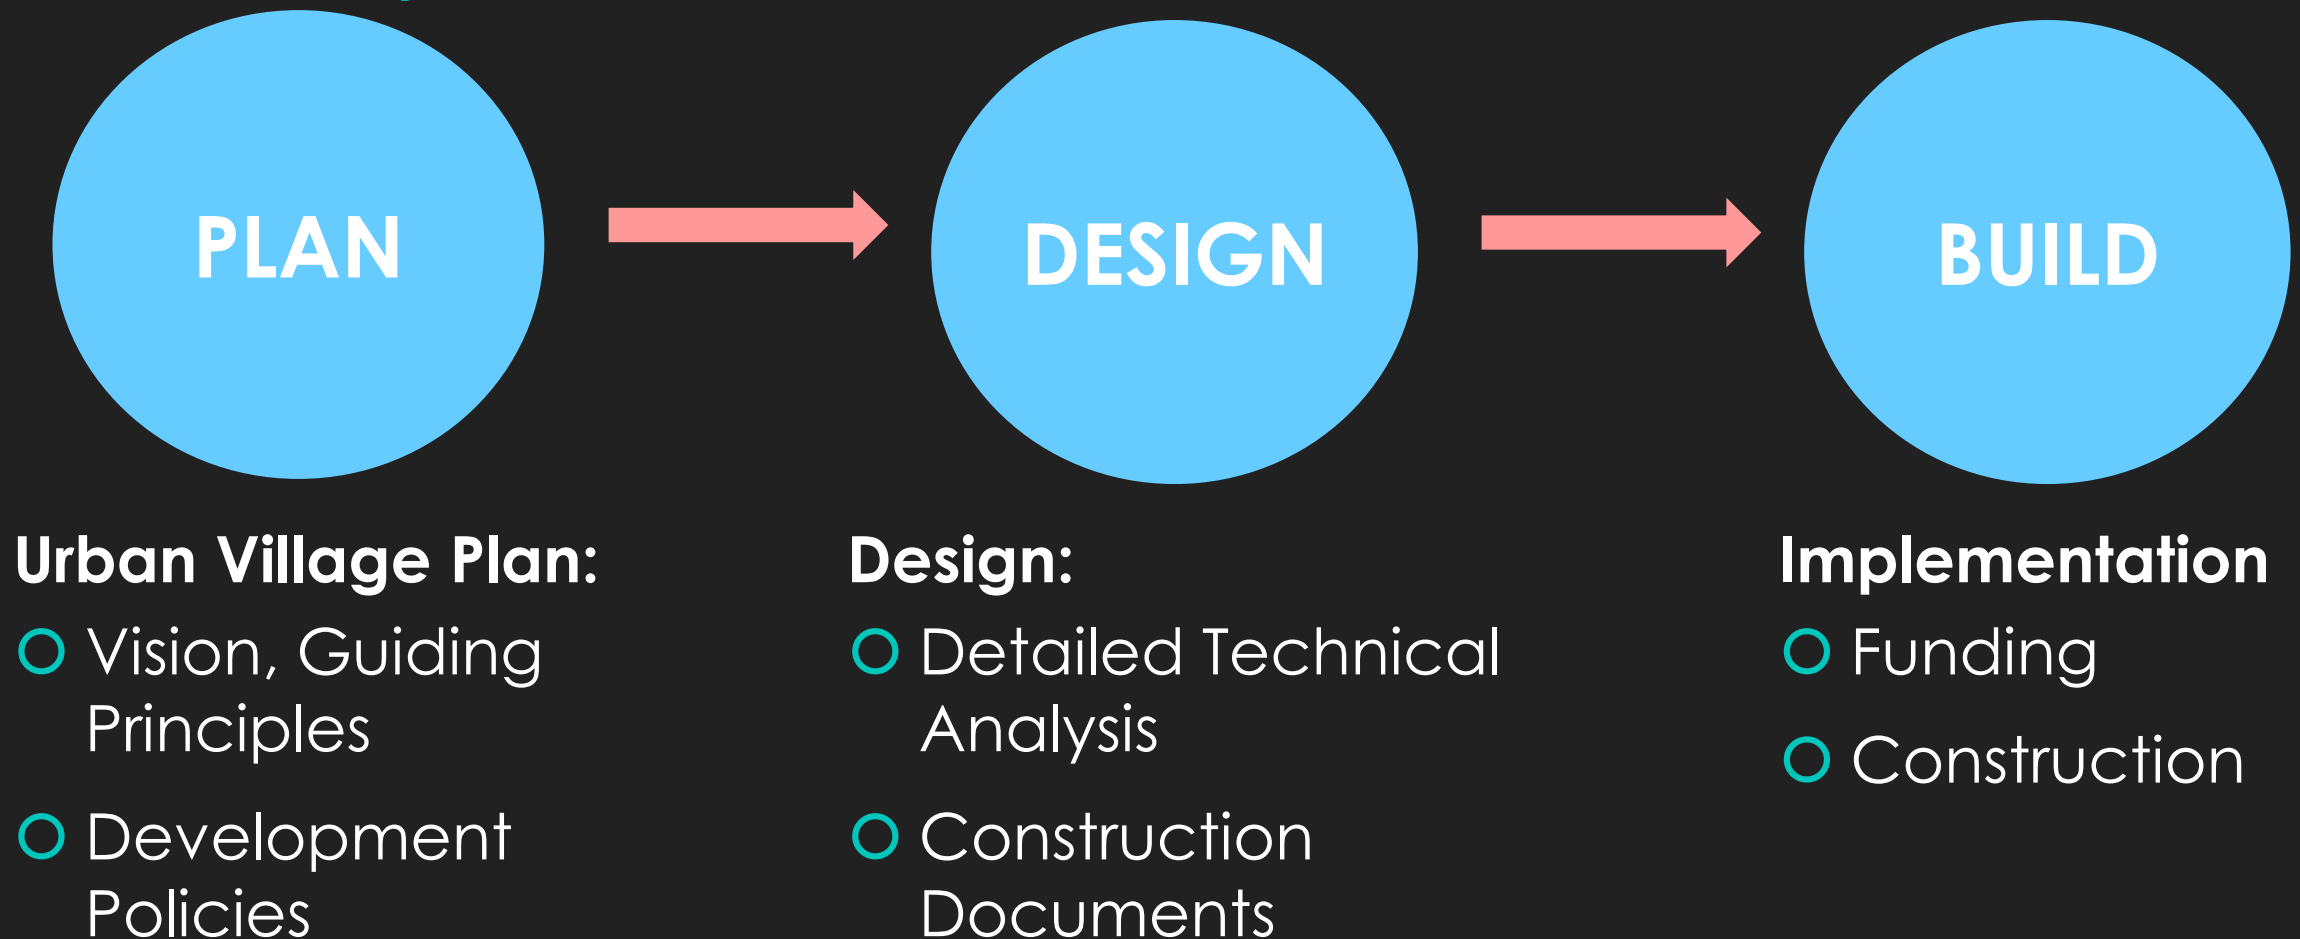 PLAN
DESIGN
BUILD
Urban Village Plan:
Vision, Guiding
Principles
Development
Policies
Design:
Detailed Technical
Analysis
Construction
Documents
Implementation
Funding
Construction